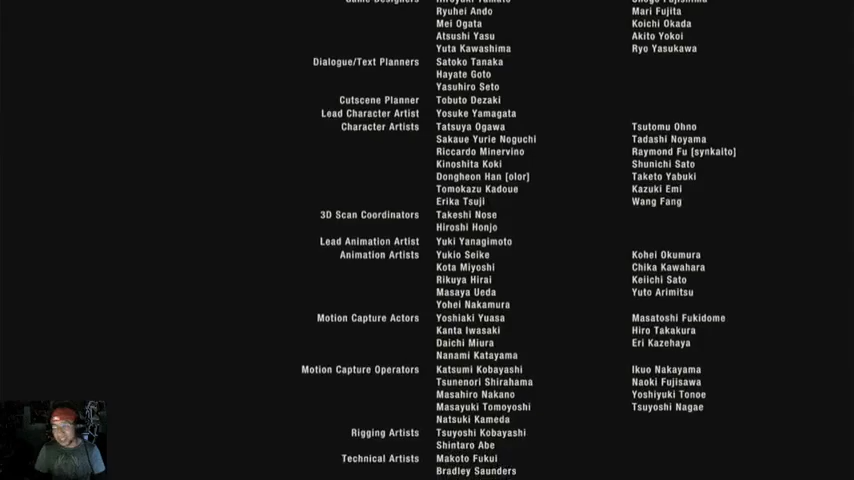 Game Designers Hiroyuki Yamato Shogo Fujishima
Ryuhei Ando Mari Fujita
Mei Ogata Koichi Okada
Atsushi Yasu Akito Yokoi
Yuta Kawashima Ryo Yasukawa
Dialogue/Text Planners Satoko Tanaka
Hayate Goto
Yasuhiro Seto
Cutscene Planner Tobuto Dezaki
Lead Character Artist Yosuke Yamagata
Character Artists Tatsuya Ogawa Tsutomu Ohno
Sakaue Yurie Noguchi Tadashi Noyama
Riccardo Minervino Raymond Fu [synkaito]
Kinoshita Koki Shunichi Sato
Dongheon Han [olor] Taketo Yabuki
Tomokazu Kadoue Kazuki Emi
Erika Tsuji Wang Fang
3D Scan Coordinators Takeshi Nose
Hiroshi Honjo
Lead Animation Artist Yuki Yanagimoto
Animation Artists Yukio Seike Kohei Okumura
Kota Miyoshi Chika Kawahara
Rikuya Hirai Keiichi Sato
Masaya Ueda Yuto Arimitsu
Yohei Nakamura
Motion Capture Actors Yoshiaki Yuasa Masatoshi Fukidome
Kanta Iwasaki Hiro Takakura
Daichi Miura Eri Kazehaya
Nanami Katayama
Motion Capture Operators Katsumi Kobayashi Ikuo Nakayama
Tsunenori Shirahama Naoki Fujisawa
Masahiro Nakano Yoshiyuki Tonoe
Masayuki Tomoyoshi Tsuyoshi Nagae
Natsuki Kameda
Rigging Artists Tsuyoshi Kobayashi
Shintaro Abe
Technical Artists Makoto Fukui
Bradley Saunders